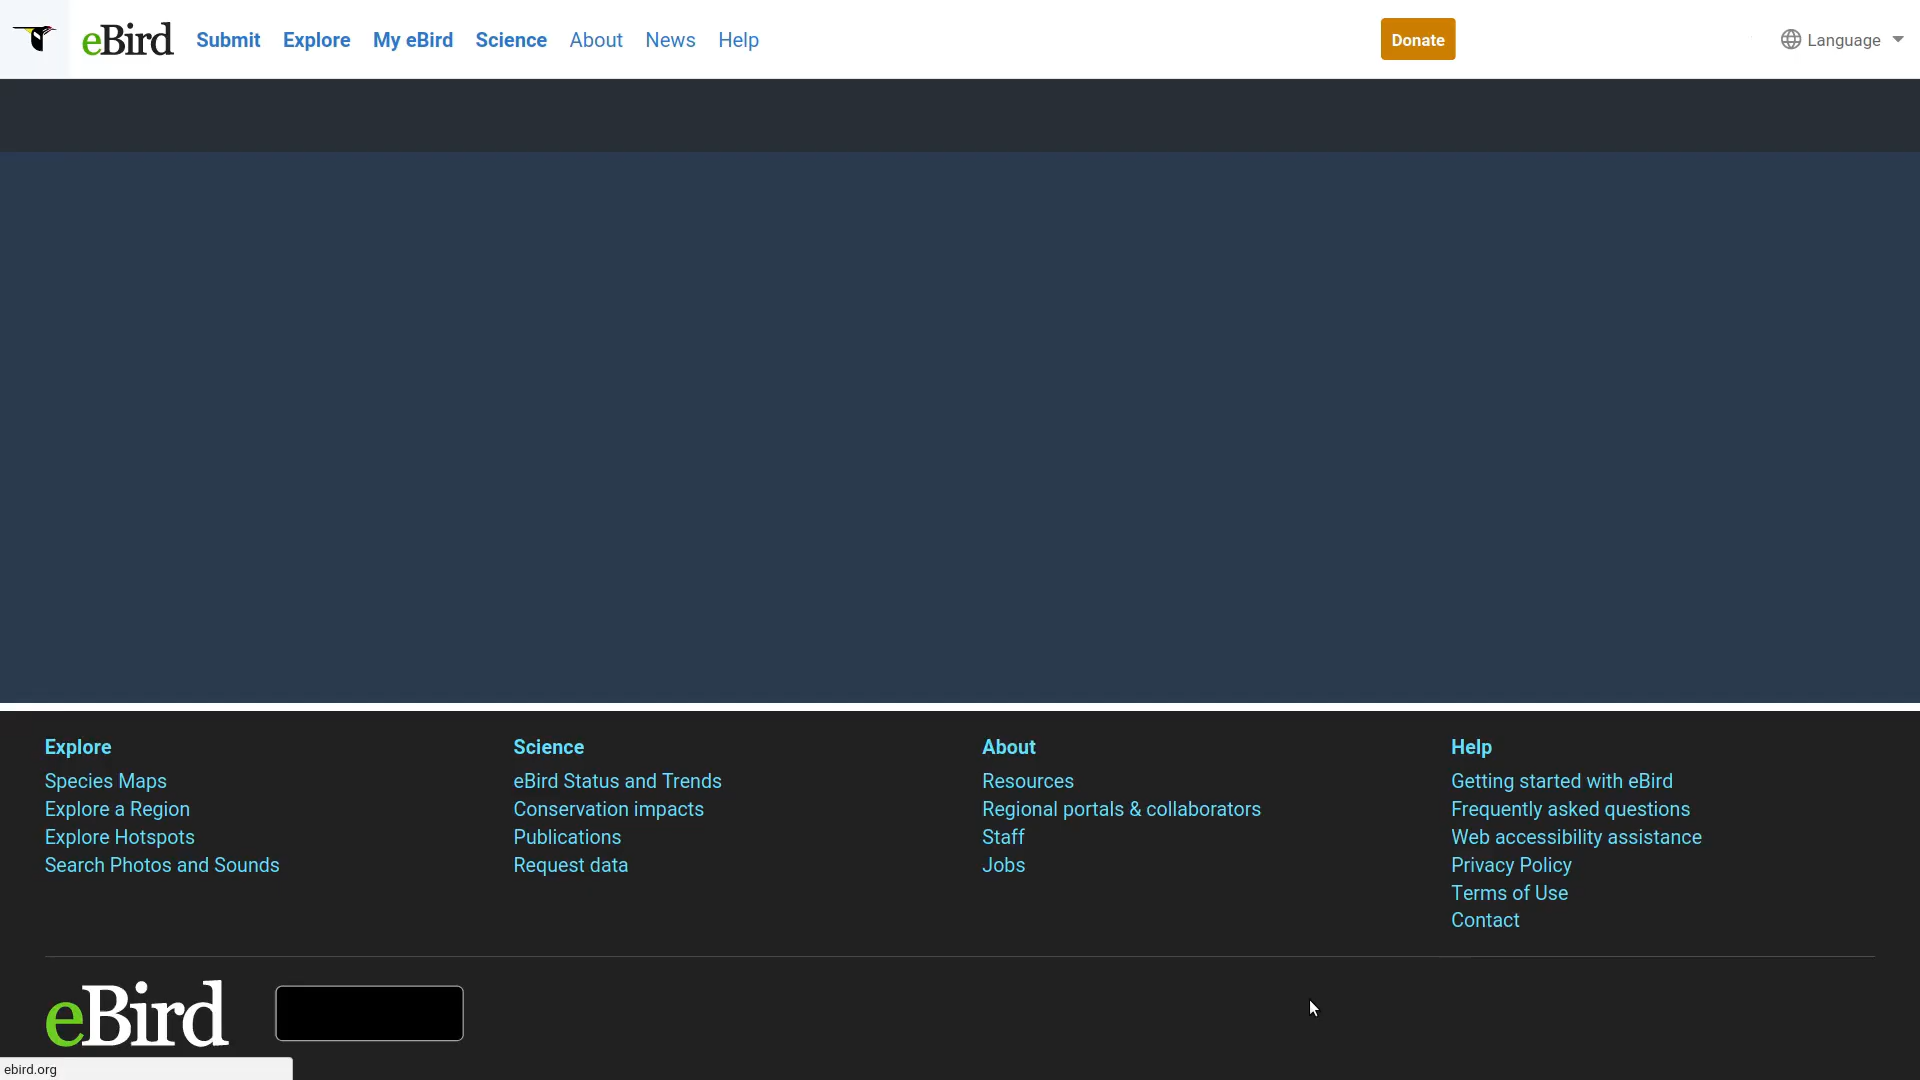 eBird Submit Explore My eBird Science About News Help Donate Language
Explore
Species Maps
Explore a Region
Explore Hotspots
Search Photos and Sounds
Science
eBird Status and Trends
Conservation impacts
Publications
Request data
About
Resources
Regional portals & collaborators
Staff
Jobs
Help
Getting started with eBird
Frequently asked questions
Web accessibility assistance
Privacy Policy
Terms of Use
Contact
eBird
ebird.org